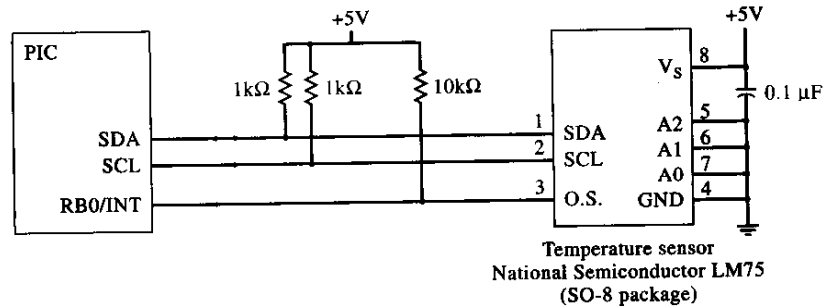 +5V
+5V
PIC
8
V_S
1kΩ
1kΩ
10kΩ
0.1 μF
1
5
SDA
SDA
A2
2
6
SCL
SCL
A1
7
A0
3
4
RB0/INT
O.S.
GND
Temperature sensor
National Semiconductor LM75
(SO-8 package)